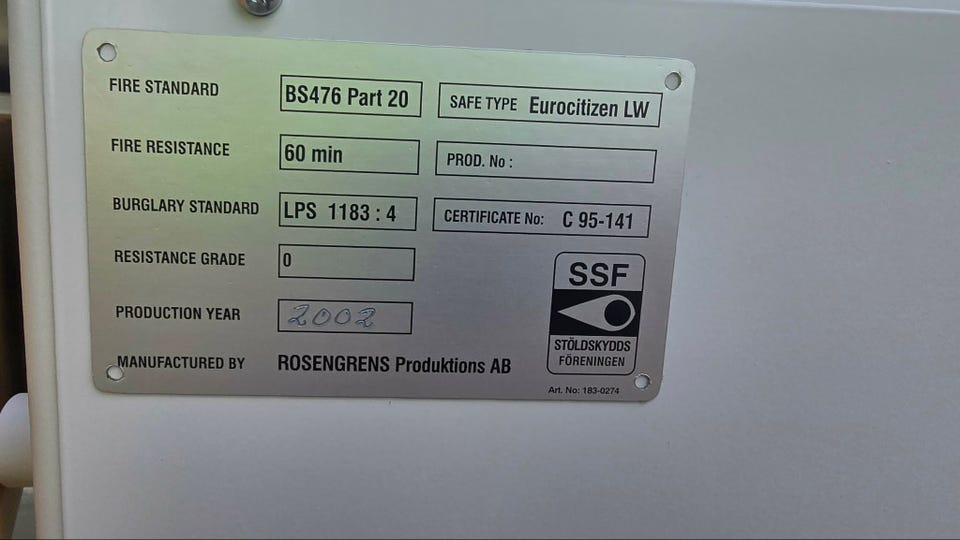 FIRE STANDARD BS476 Part 20 SAFE TYPE Eurocitizen LW
FIRE RESISTANCE 60 min PROD. No :
BURGLARY STANDARD LPS 1183 : 4 CERTIFICATE No: C 95-141
RESISTANCE GRADE 0
PRODUCTION YEAR 2002
MANUFACTURED BY ROSENGRENS Produktions AB
SSF
STÖLDSKYDDS
FÖRENINGEN
Art. No: 183-0274